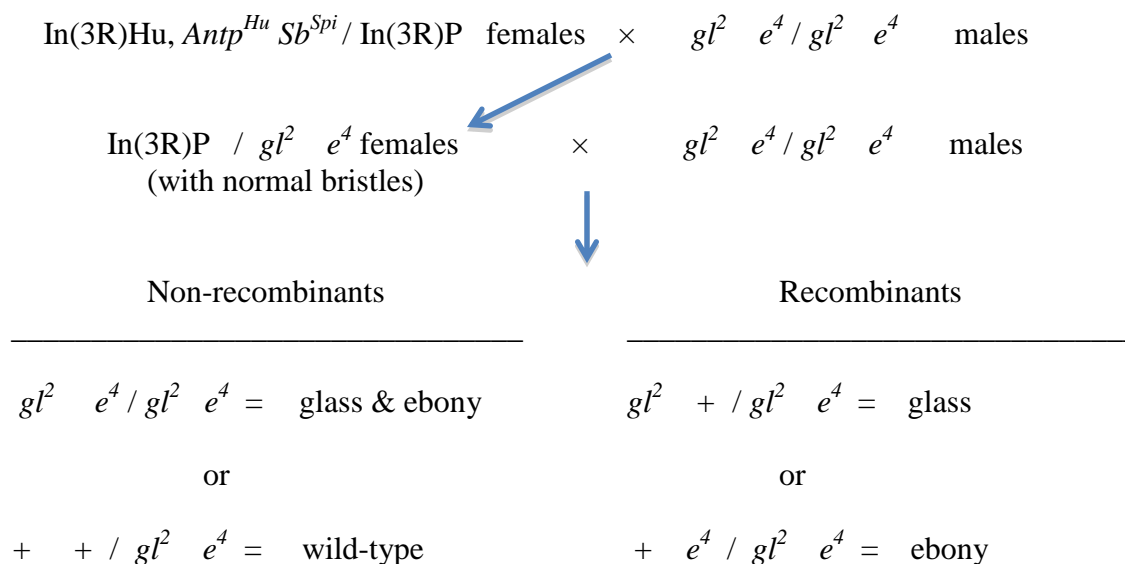 In(3R)Hu, Antp^Hu Sb^Spi / In(3R)P females × gl^2 e^4 / gl^2 e^4 males
In(3R)P / gl^2 e^4 females × gl^2 e^4 / gl^2 e^4 males
(with normal bristles)
Non-recombinants Recombinants
gl^2 e^4 / gl^2 e^4 = glass & ebony gl^2 + / gl^2 e^4 = glass
or or
+ + / gl^2 e^4 = wild-type + e^4 / gl^2 e^4 = ebony